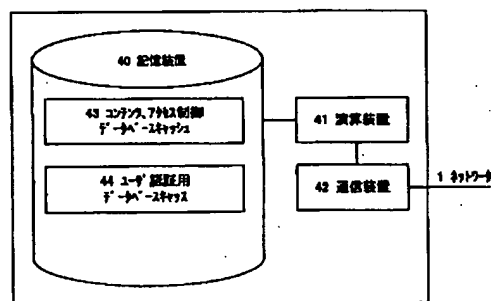 40 記憶装置
43 コンテンツ、アクセス制御
データベースキャッシュ
41 演算装置
44 ユーザ認証用
データベースキャッス
42 通信装置
1 ネットワーク